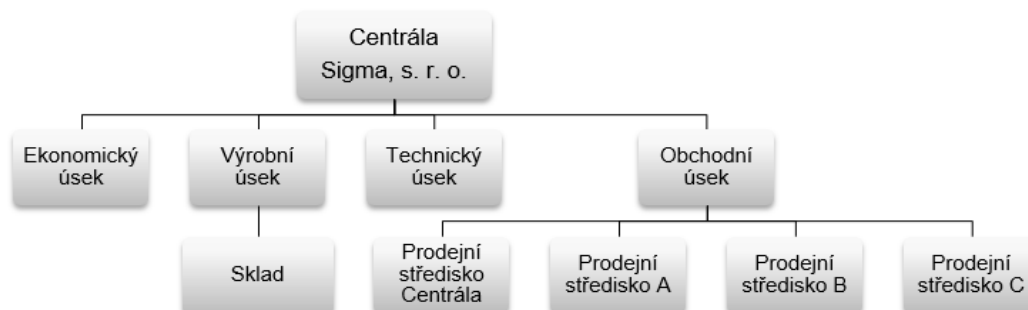 Centrála
Sigma, s. r. o.
Ekonomický
úsek
Výrobní
úsek
Technický
úsek
Obchodní
úsek
Sklad
Prodejní
středisko
Centrála
Prodejní
středisko A
Prodejní
středisko B
Prodejní
středisko C